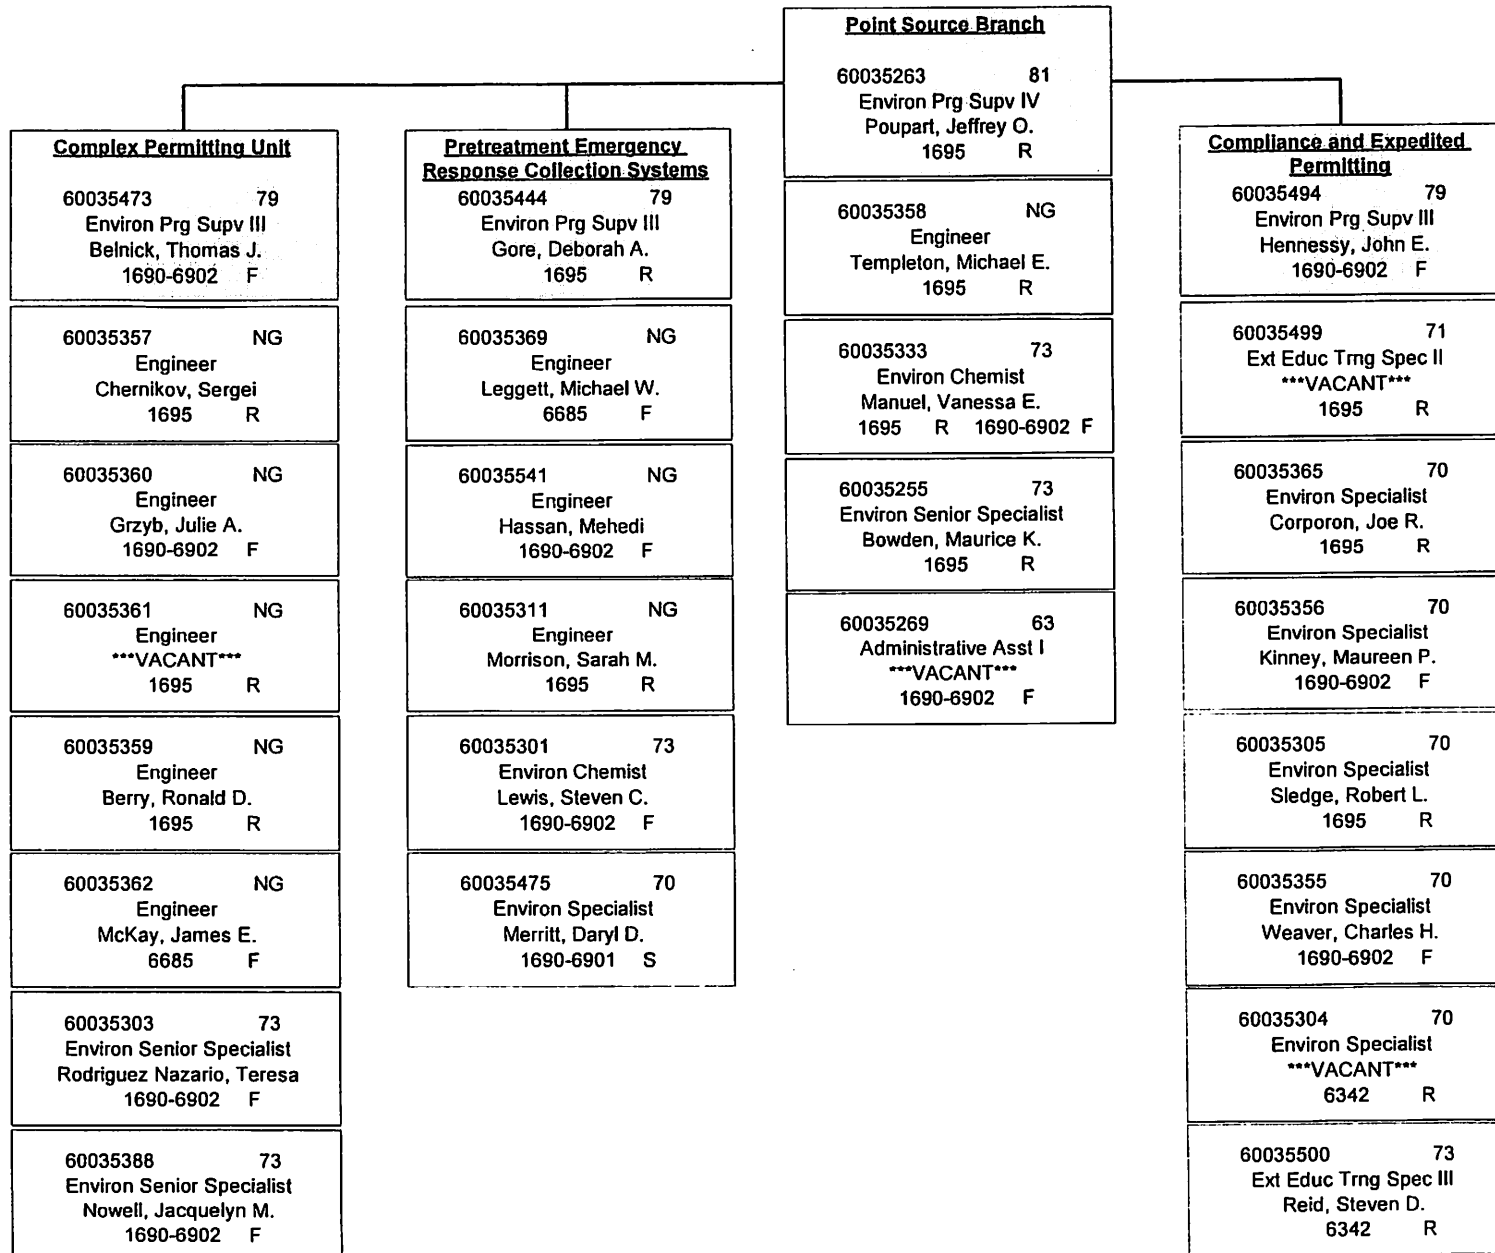 Point Source Branch
60035263 81
Environ Prg Supv IV
Poupart, Jeffrey O.
1695 R
60035358 NG
Engineer
Templeton, Michael E.
1695 R
60035333 73
Environ Chemist
Manuel, Vanessa E.
1695 R 1690-6902 F
60035255 73
Environ Senior Specialist
Bowden, Maurice K.
1695 R
60035269 63
Administrative Asst I
***VACANT***
1690-6902 F
Complex Permitting Unit
60035473 79
Environ Prg Supv III
Belnick, Thomas J.
1690-6902 F
60035357 NG
Engineer
Chernikov, Sergei
1695 R
60035360 NG
Engineer
Grzyb, Julie A.
1690-6902 F
60035361 NG
Engineer
***VACANT***
1695 R
60035359 NG
Engineer
Berry, Ronald D.
1695 R
60035362 NG
Engineer
McKay, James E.
6685 F
60035303 73
Environ Senior Specialist
Rodriguez Nazario, Teresa
1690-6902 F
60035388 73
Environ Senior Specialist
Nowell, Jacquelyn M.
1690-6902 F
Pretreatment Emergency
Response Collection Systems
60035444 79
Environ Prg Supv III
Gore, Deborah A.
1695 R
60035369 NG
Engineer
Leggett, Michael W.
6685 F
60035541 NG
Engineer
Hassan, Mehedi
1690-6902 F
60035311 NG
Engineer
Morrison, Sarah M.
1695 R
60035301 73
Environ Chemist
Lewis, Steven C.
1690-6902 F
60035475 70
Environ Specialist
Merritt, Daryl D.
1690-6901 S
Compliance and Expedited
Permitting
60035494 79
Environ Prg Supv III
Hennessy, John E.
1690-6902 F
60035499 71
Ext Educ Trng Spec II
***VACANT***
1695 R
60035365 70
Environ Specialist
Corporon, Joe R.
1695 R
60035356 70
Environ Specialist
Kinney, Maureen P.
1690-6902 F
60035305 70
Environ Specialist
Sledge, Robert L.
1695 R
60035355 70
Environ Specialist
Weaver, Charles H.
1690-6902 F
60035304 70
Environ Specialist
***VACANT***
6342 R
60035500 73
Ext Educ Trng Spec III
Reid, Steven D.
6342 R